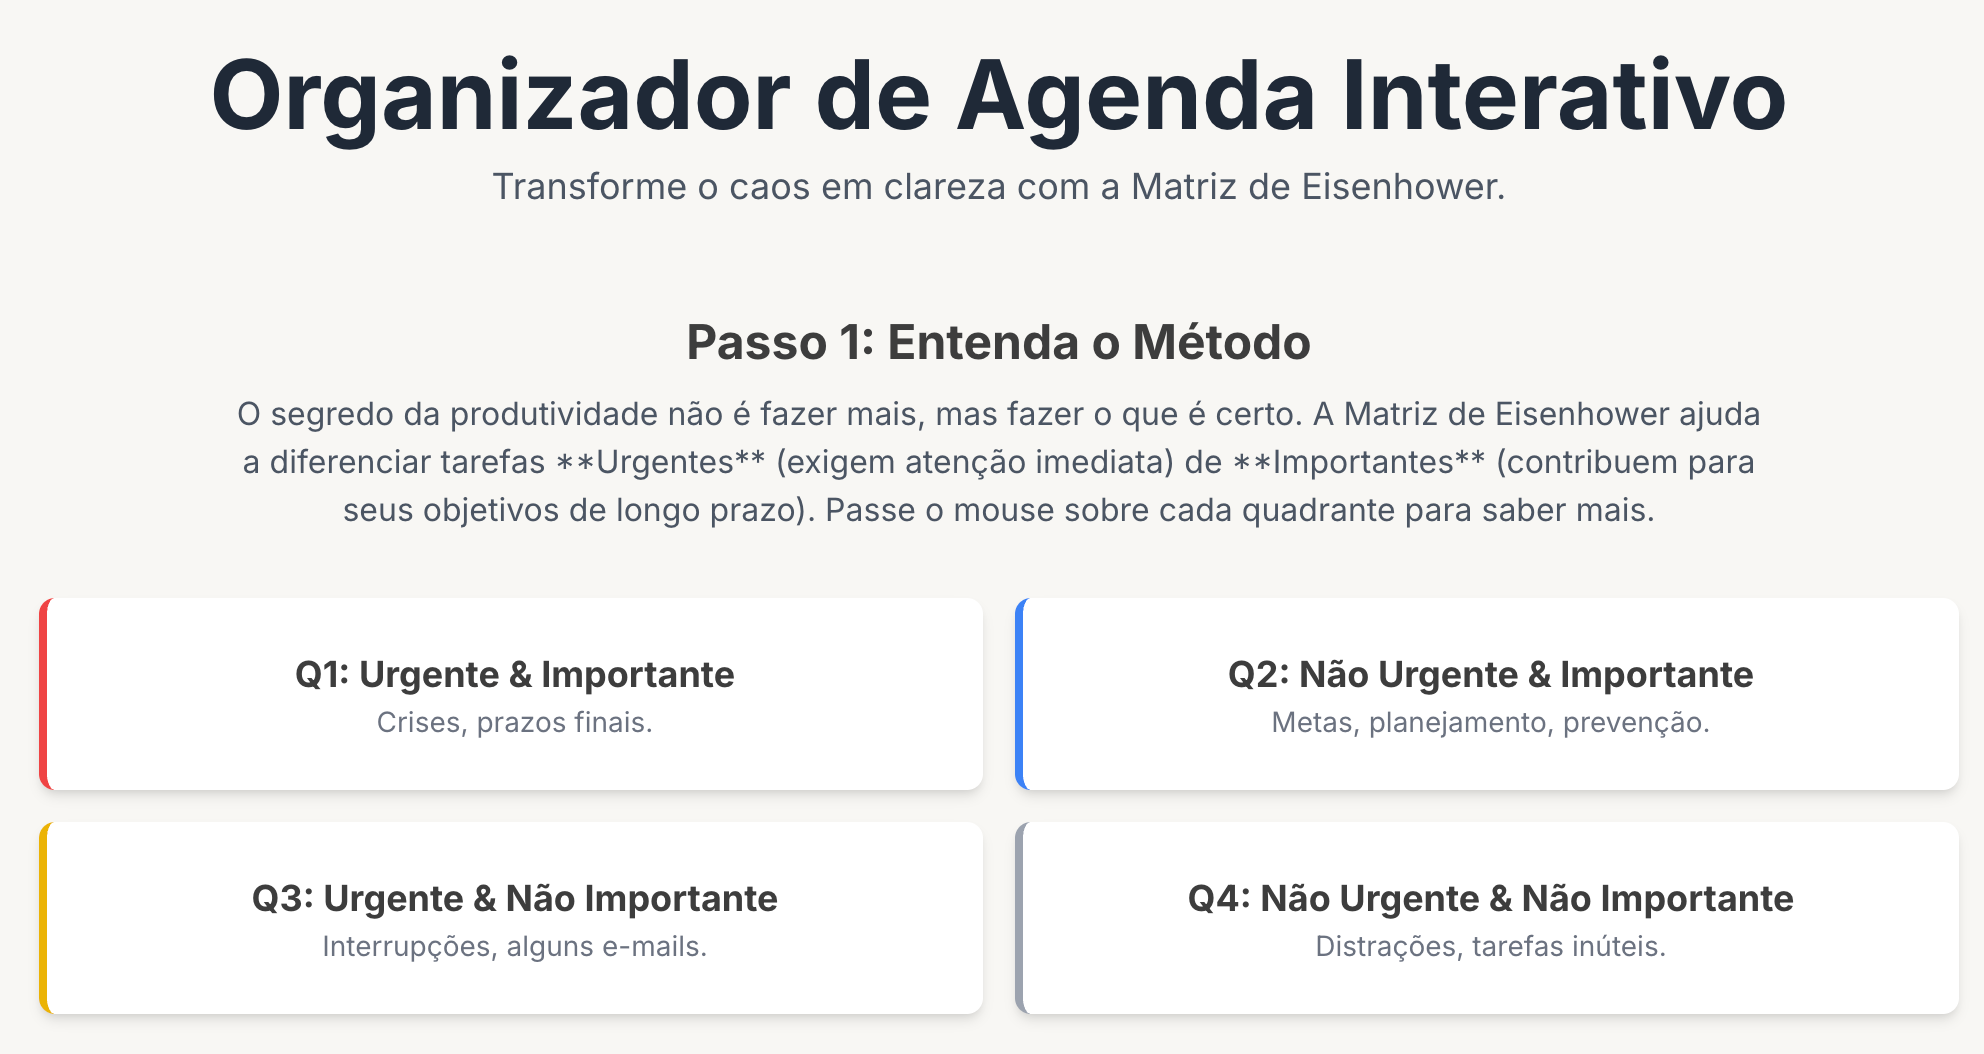 Organizador de Agenda Interativo
Transforme o caos em clareza com a Matriz de Eisenhower.
Passo 1: Entenda o Método
O segredo da produtividade não é fazer mais, mas fazer o que é certo. A Matriz de Eisenhower ajuda
a diferenciar tarefas **Urgentes** (exigem atenção imediata) de **Importantes** (contribuem para
seus objetivos de longo prazo). Passe o mouse sobre cada quadrante para saber mais.
Q1: Urgente & Importante
Crises, prazos finais.
Q2: Não Urgente & Importante
Metas, planejamento, prevenção.
Q3: Urgente & Não Importante
Interrupções, alguns e-mails.
Q4: Não Urgente & Não Importante
Distrações, tarefas inúteis.